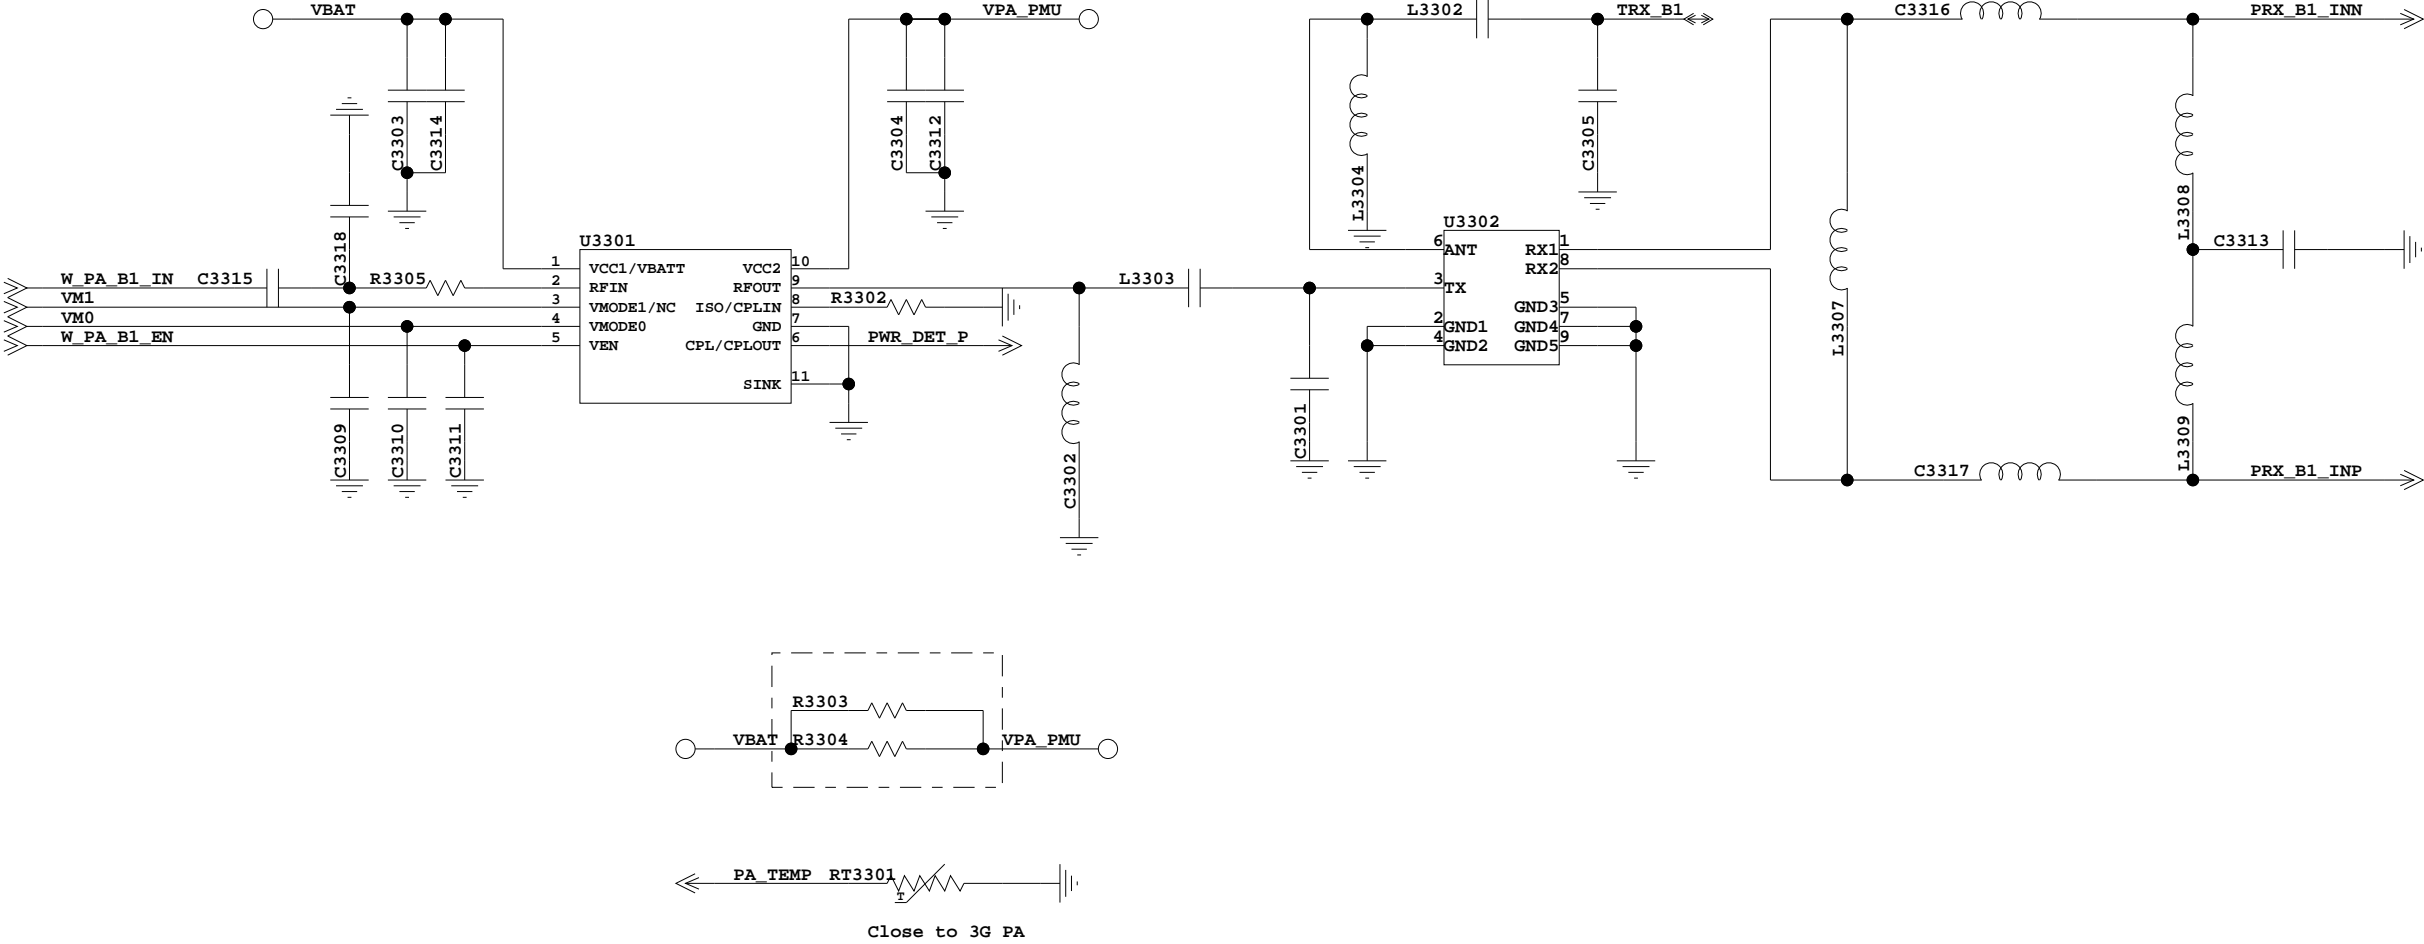 VBAT
VPA_PMU
L3302
TRX_B1
C3316
PRX_B1_INN
C3303
C3314
C3304
C3312
L3304
C3305
L3308
C3318
U3301
U3302
1 VCC1/VBATT VCC2 10
2 RFIN RFOUT 9
3 VMODE1/NC ISO/CPLIN 8
4 VMODE0 GND 7
5 VEN CPL/CPLOUT 6
SINK 11
6 ANT RX1 1
RX2 8
3 TX
GND3 5
2 GND1 GND4 7
4 GND2 GND5 9
W_PA_B1_IN C3315 R3305
VM1
VM0
W_PA_B1_EN
R3302
PWR_DET_P
L3303
C3313
L3307
C3309
C3310
C3311
C3302
C3301
L3309
C3317
PRX_B1_INP
R3303
VBAT R3304 VPA_PMU
PA_TEMP RT3301
T
Close to 3G PA